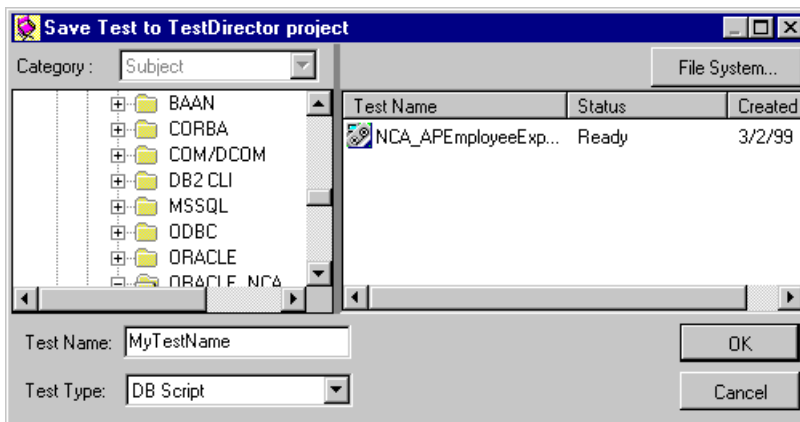 Save Test to TestDirector project
Category :
Subject
File System...
BAAN
CORBA
COM/DCOM
DB2 CLI
MSSQL
ODBC
ORACLE
ORACLE_NCA
Test Name Status Created
NCA_APEmployeeExp... Ready 3/2/99
Test Name: MyTestName
OK
Test Type: DB Script
Cancel